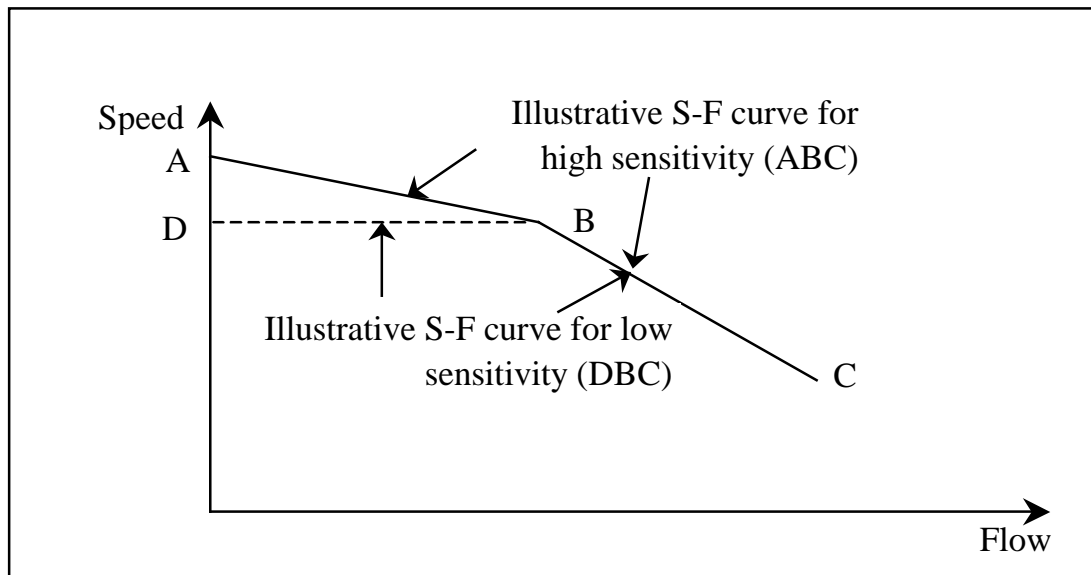 Speed
Illustrative S-F curve for
high sensitivity (ABC)
A
D
B
Illustrative S-F curve for low
sensitivity (DBC)
C
Flow